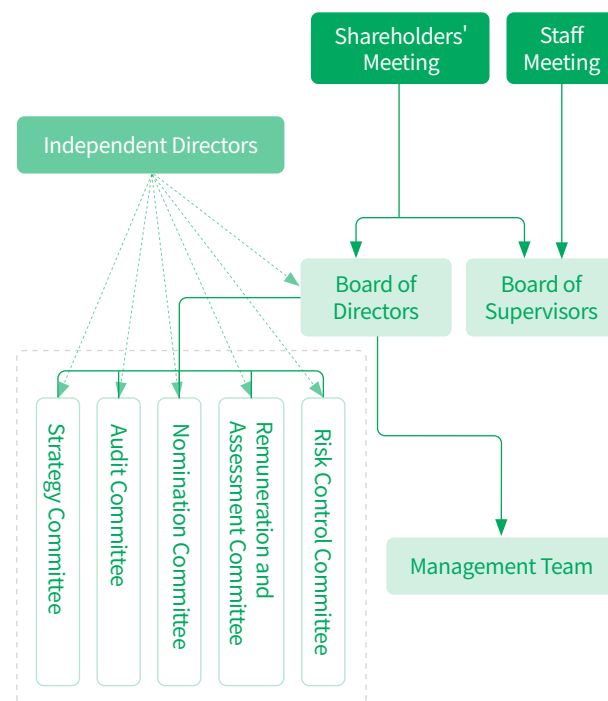 Shareholders'
Meeting
Staff
Meeting
Independent Directors
Board of
Directors
Board of
Supervisors
Strategy Committee
Audit Committee
Nomination Committee
Remuneration and
Assessment Committee
Risk Control Committee
Management Team